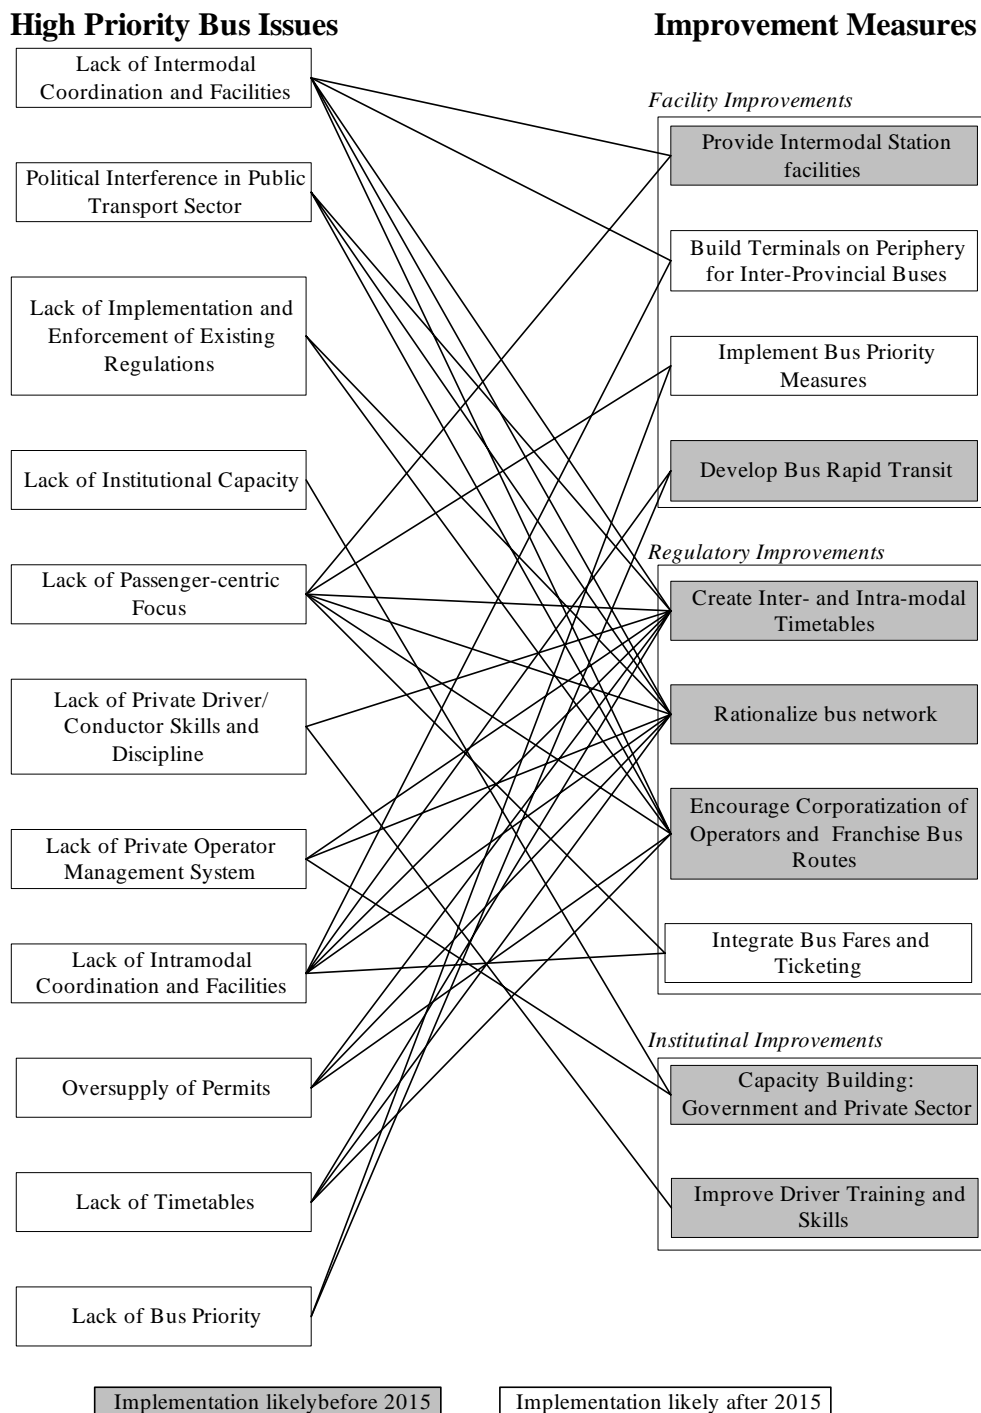 High Priority Bus Issues
Improvement Measures
Lack of Intermodal
Coordination and Facilities
Political Interference in Public
Transport Sector
Lack of Implementation and
Enforcement of Existing
Regulations
Lack of Institutional Capacity
Lack of Passenger-centric
Focus
Lack of Private Driver/
Conductor Skills and
Discipline
Lack of Private Operator
Management System
Lack of Intramodal
Coordination and Facilities
Oversupply of Permits
Lack of Timetables
Lack of Bus Priority
Facility Improvements
Provide Intermodal Station
facilities
Build Terminals on Periphery
for Inter-Provincial Buses
Implement Bus Priority
Measures
Develop Bus Rapid Transit
Regulatory Improvements
Create Inter- and Intra-modal
Timetables
Rationalize bus network
Encourage Corporatization of
Operators and Franchise Bus
Routes
Integrate Bus Fares and
Ticketing
Institutinal Improvements
Capacity Building:
Government and Private Sector
Improve Driver Training and
Skills
Implementation likelybefore 2015
Implementation likely after 2015